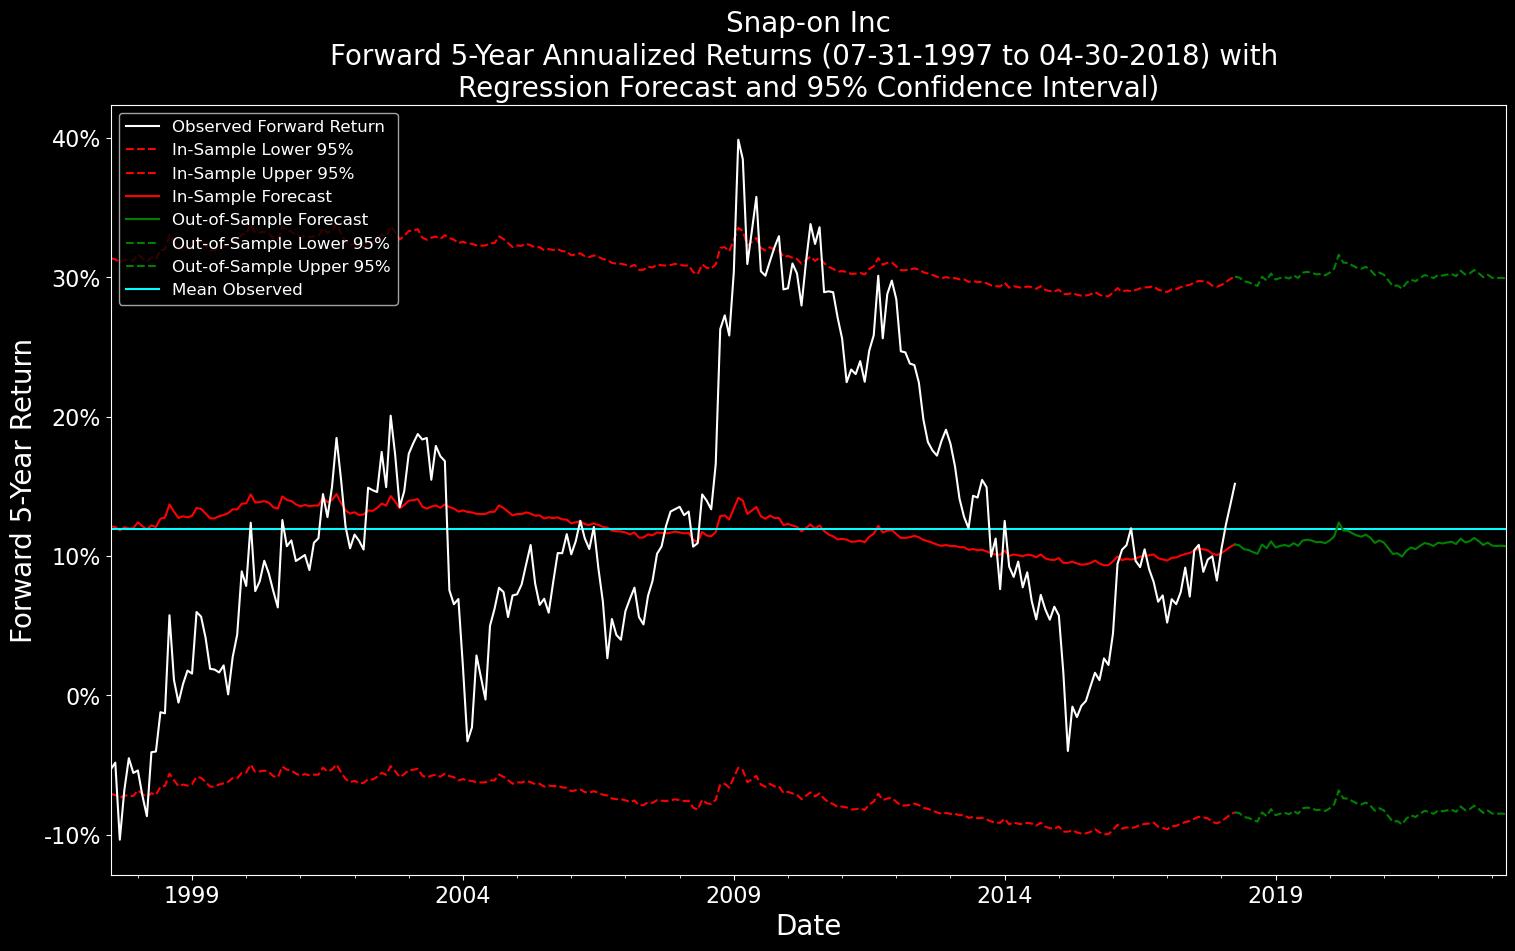 Snap-on Inc
Forward 5-Year Annualized Returns (07-31-1997 to 04-30-2018) with
Regression Forecast and 95% Confidence Interval)
Observed Forward Return
In-Sample Lower 95%
In-Sample Upper 95%
In-Sample Forecast
Out-of-Sample Forecast
Out-of-Sample Lower 95%
Out-of-Sample Upper 95%
Mean Observed
Forward 5-Year Return
40%
30%
20%
10%
0%
-10%
1999 2004 2009 2014 2019
Date